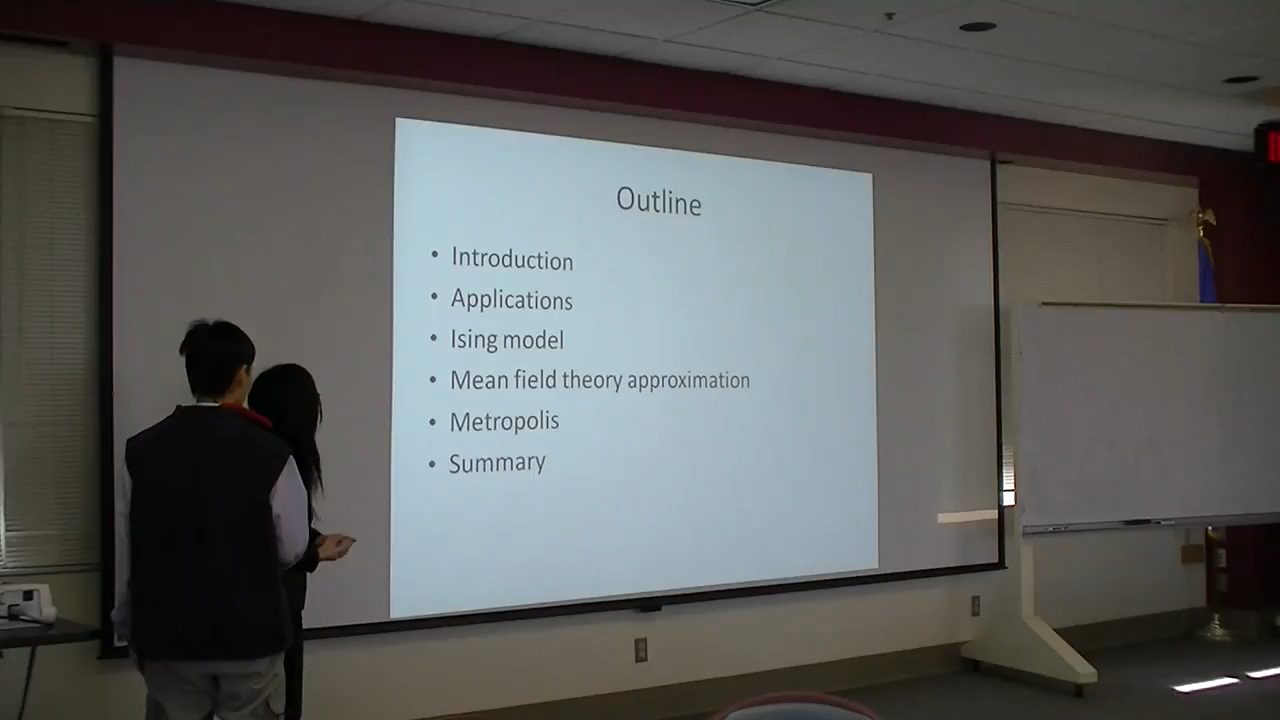 Outline
• Introduction
• Applications
• Ising model
• Mean field theory approximation
• Metropolis
• Summary